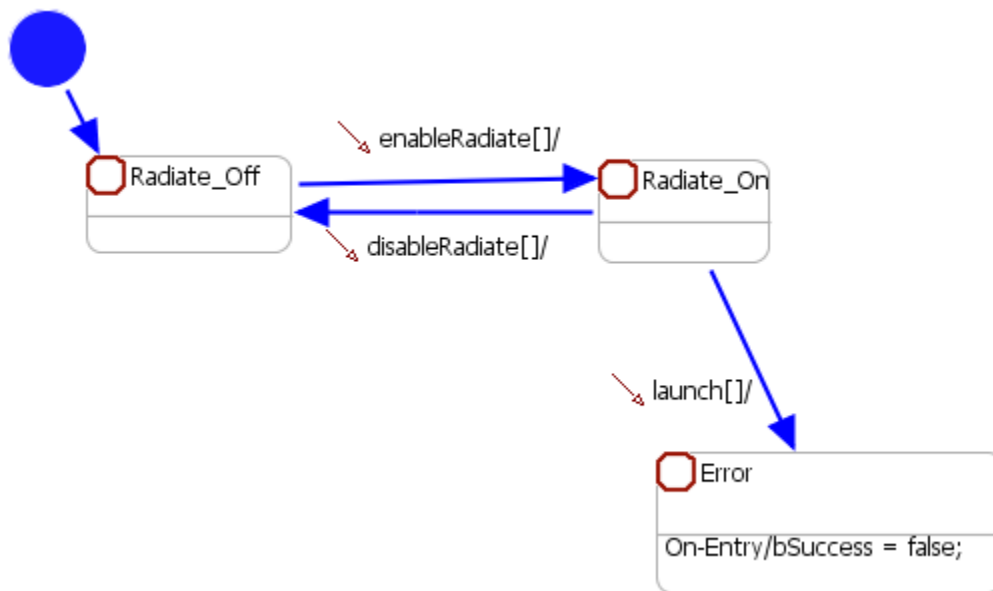 enableRadiate[]/
Radiate_Off
Radiate_On
disableRadiate[]/
launch[]/
Error
On-Entry/bSuccess = false;